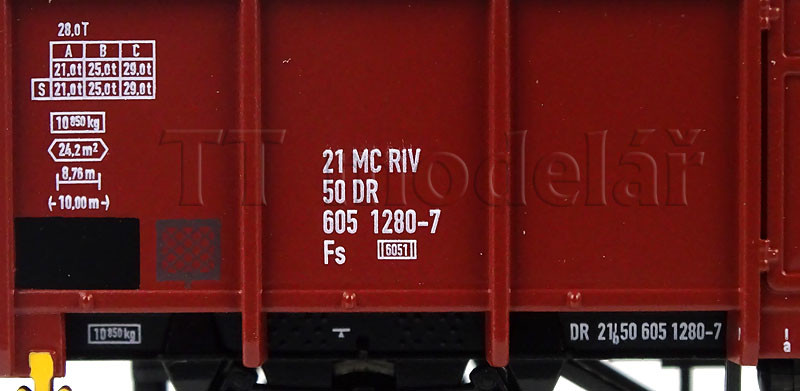 28,0T
A B C
21,0t 25,0t 29,0t
S 21,0t 25,0t 29,0t
10 850 kg
24,2 m²
8,76 m
(- 10,00 m -)
21 MC RIV
50 DR
605 1280-7
Fs 6051
TT modelář
10 850 kg
DR 21 50 605 1280-7